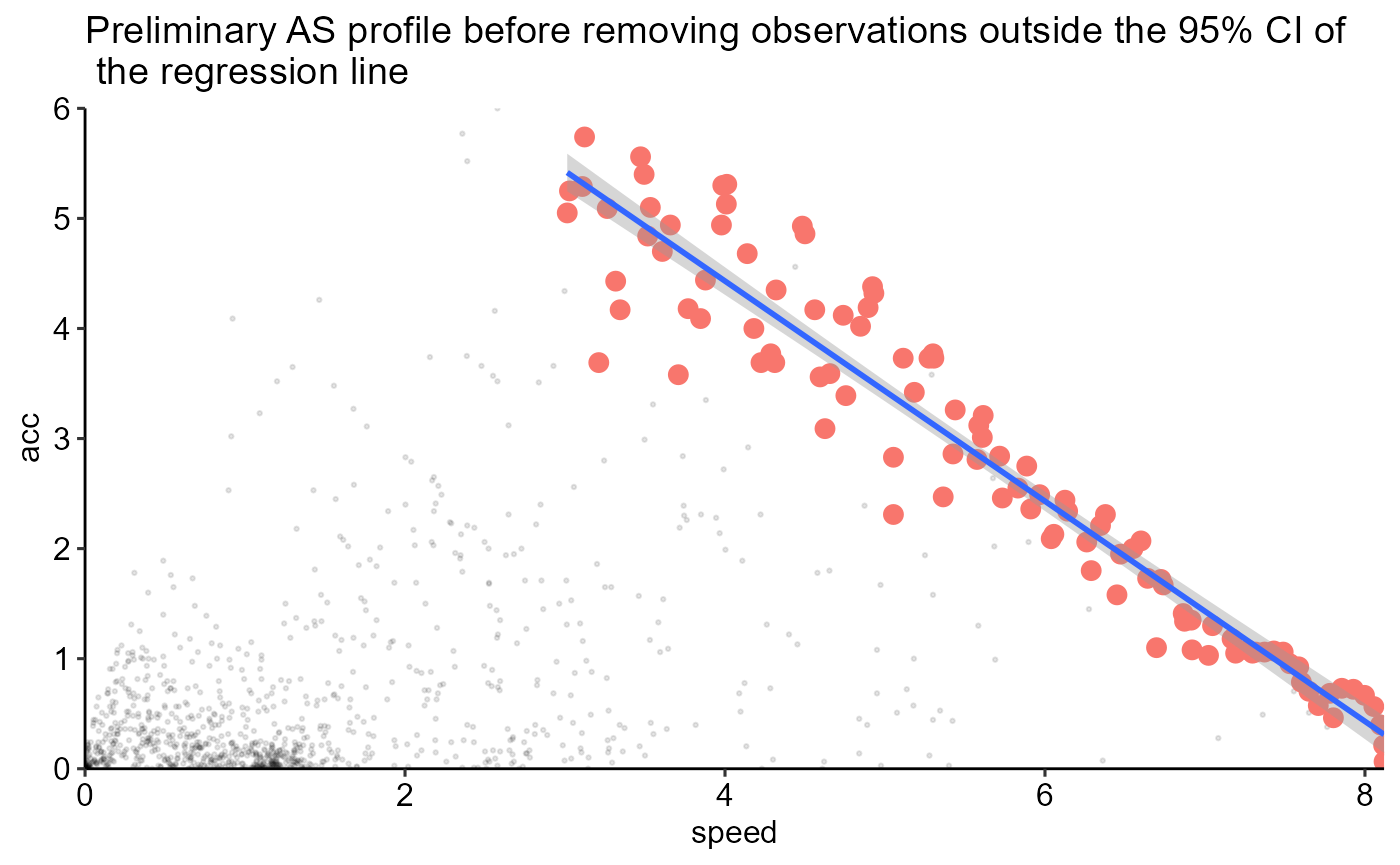 Preliminary AS profile before removing observations outside the 95% CI of
the regression line
6
5
4
3
2
1
0
acc
0 2 4 6 8
speed